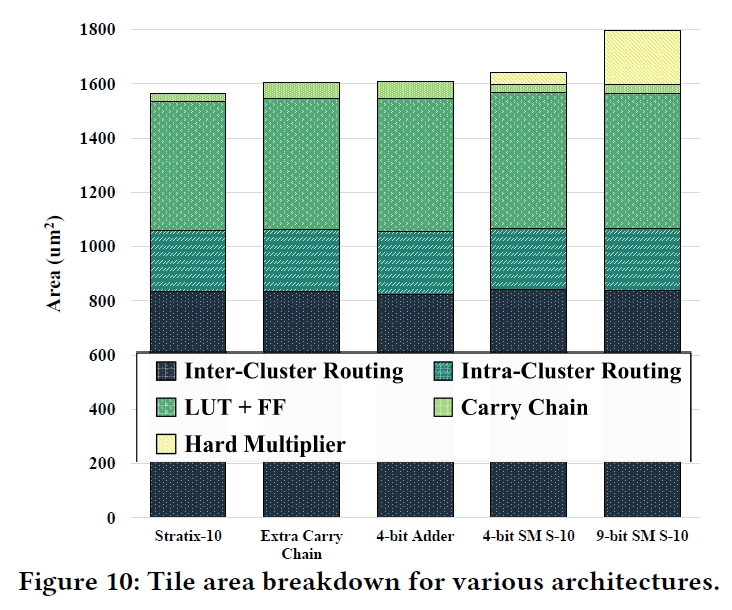 1800
1600
1400
1200
1000
800
600
400
200
0
Area (um²)
Inter-Cluster Routing
Intra-Cluster Routing
LUT + FF
Carry Chain
Hard Multiplier
Stratix-10
Extra Carry
Chain
4-bit Adder
4-bit SM S-10
9-bit SM S-10
Figure 10: Tile area breakdown for various architectures.